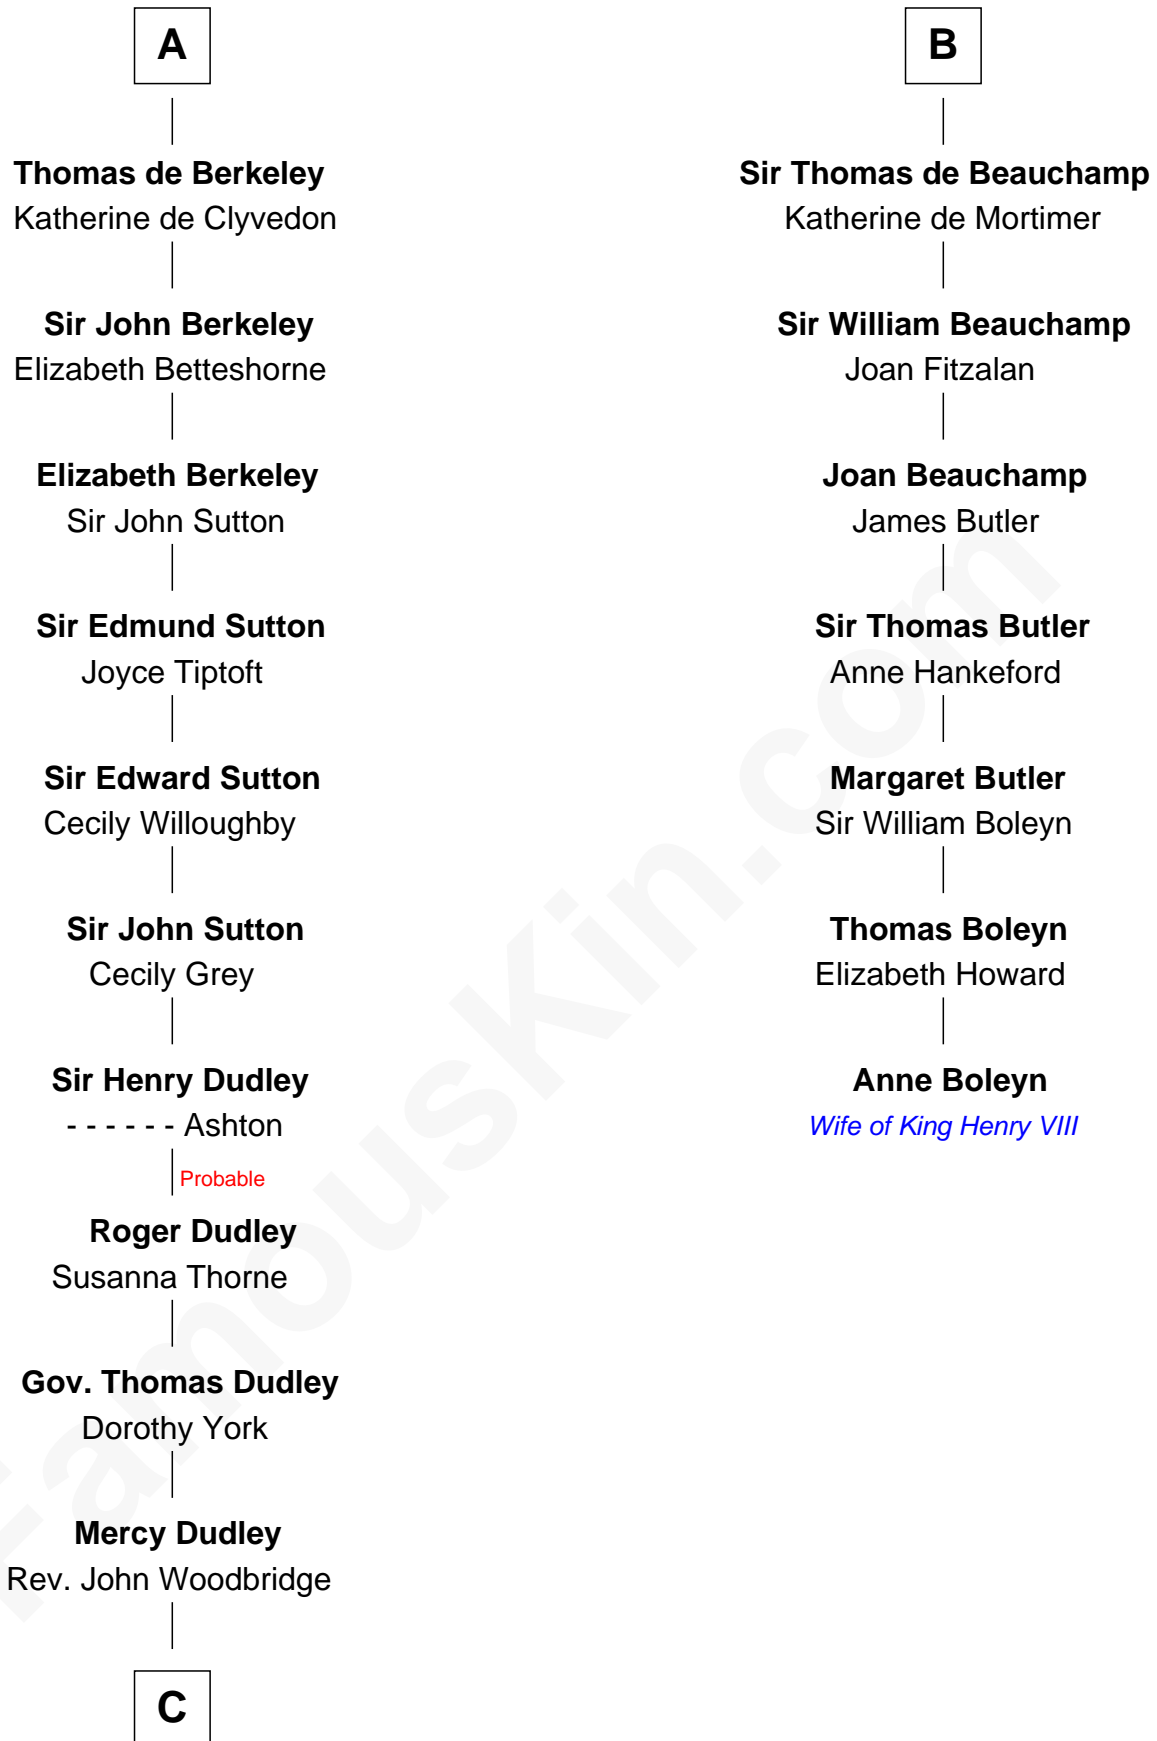 A
Thomas de Berkeley
Katherine de Clyvedon
Sir John Berkeley
Elizabeth Betteshorne
Elizabeth Berkeley
Sir John Sutton
Sir Edmund Sutton
Joyce Tiptoft
Sir Edward Sutton
Cecily Willoughby
Sir John Sutton
Cecily Grey
Sir Henry Dudley
- - - - - - Ashton
Probable
Roger Dudley
Susanna Thorne
Gov. Thomas Dudley
Dorothy York
Mercy Dudley
Rev. John Woodbridge
C
B
Sir Thomas de Beauchamp
Katherine de Mortimer
Sir William Beauchamp
Joan Fitzalan
Joan Beauchamp
James Butler
Sir Thomas Butler
Anne Hankeford
Margaret Butler
Sir William Boleyn
Thomas Boleyn
Elizabeth Howard
Anne Boleyn
Wife of King Henry VIII
FamousKin.com